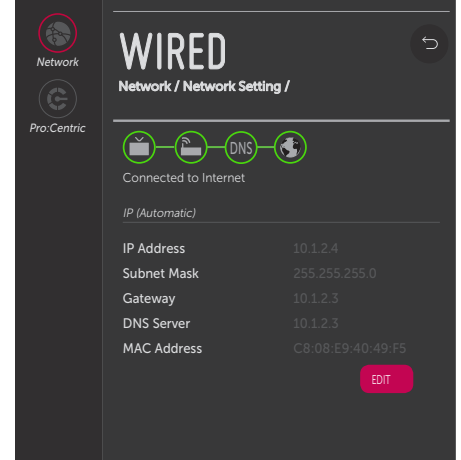 Network
Pro:Centric
WIRED
Network / Network Setting /
DNS
Connected to Internet
IP (Automatic)
IP Address 10.1.2.4
Subnet Mask 255.255.255.0
Gateway 10.1.2.3
DNS Server 10.1.2.3
MAC Address C8:08:E9:40:49:F5
EDIT